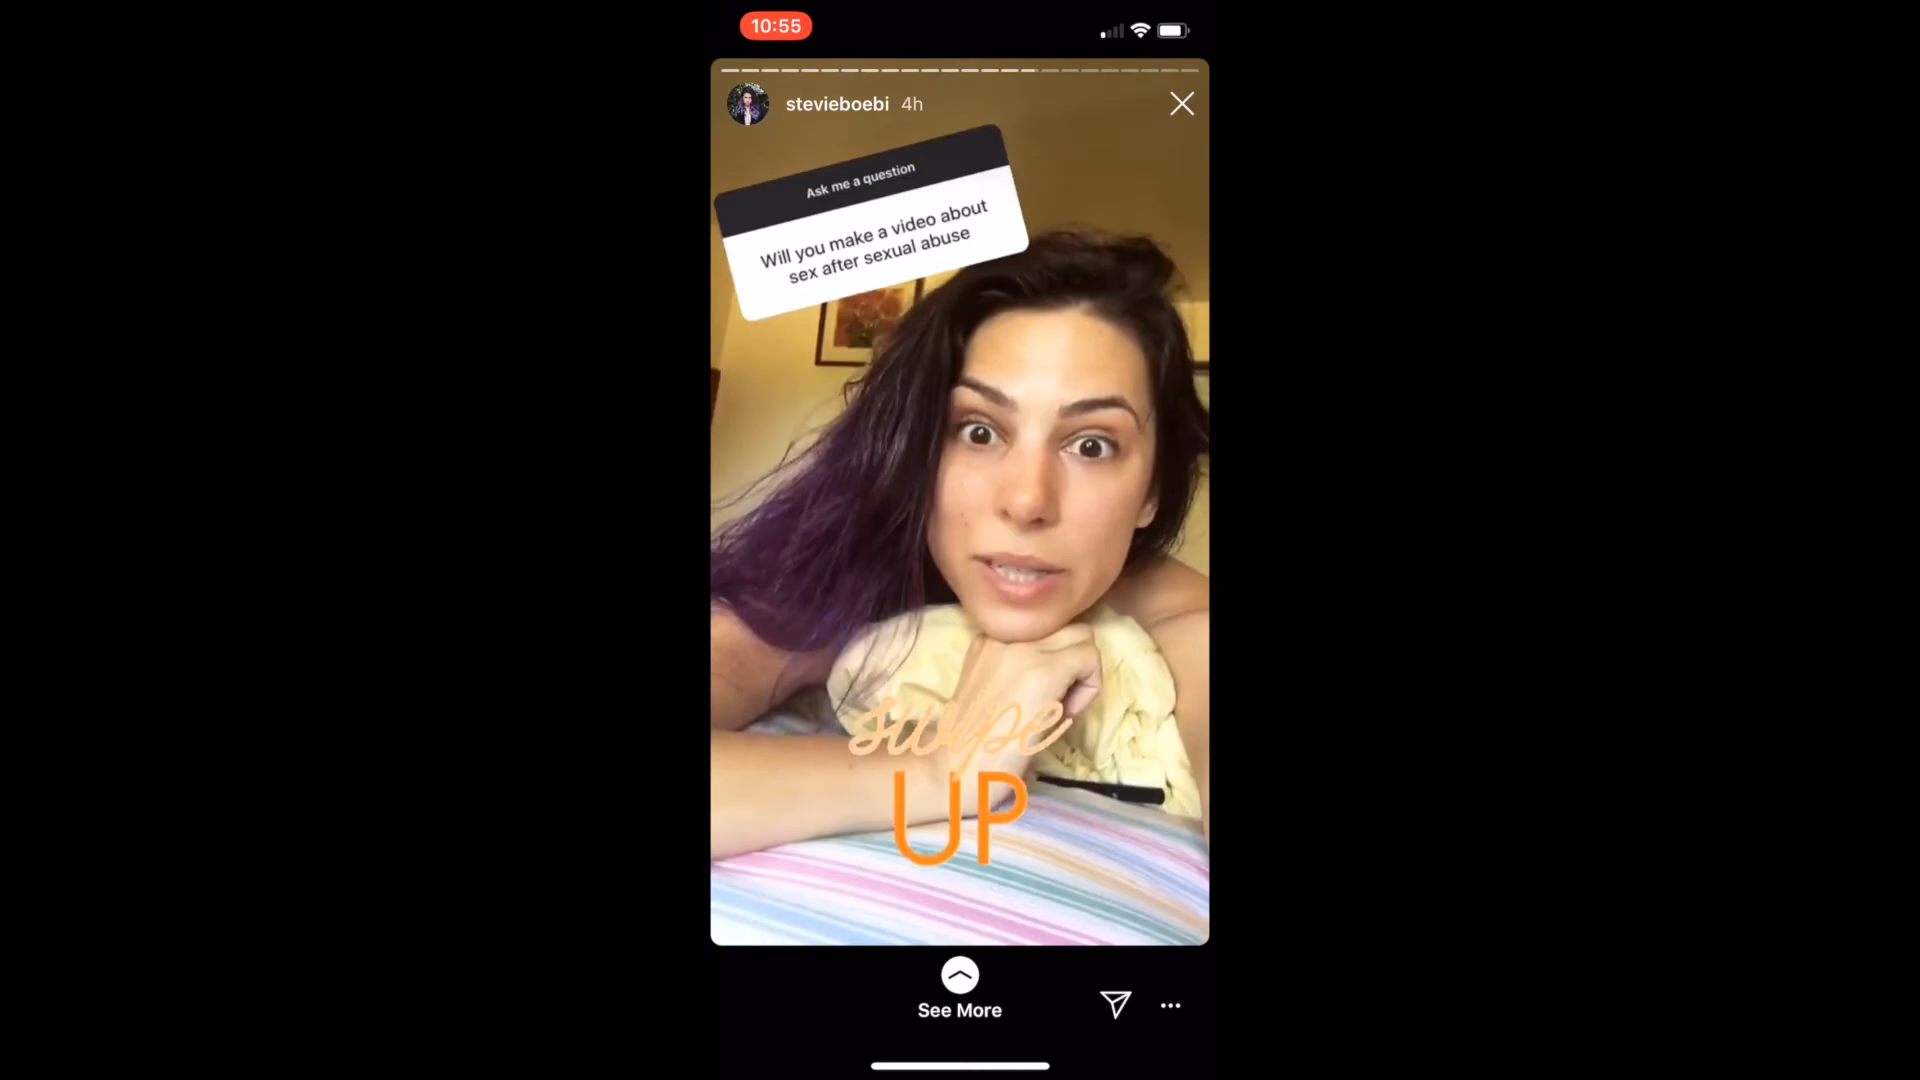 10:55
stevieboebi 4h
Ask me a question
Will you make a video about
sex after sexual abuse
swipe
UP
See More